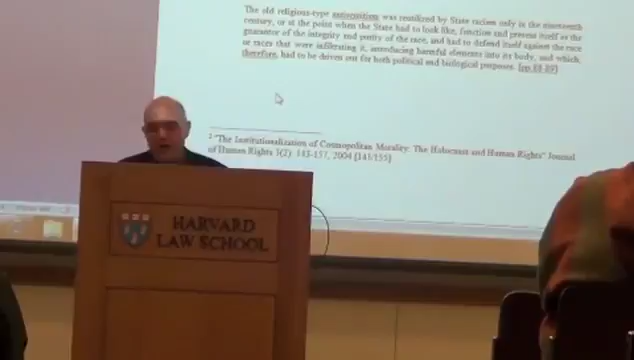 The old religious-type antisemitism was reutilized by State racism only in the nineteenth
century, or at the point when the State had to look like, function and present itself as the
guarantor of the integrity and purity of the race, and had to defend itself against the race
or races that were infiltrating it, introducing harmful elements into its body, and which,
therefore, had to be driven out for both political and biological purposes. [pp 88-89]
"The Institutionalization of Cosmopolitan Morality: The Holocaust and Human Rights" Journal
of Human Rights 3(2): 143-157, 2004 [143/155]
HARVARD
LAW SCHOOL